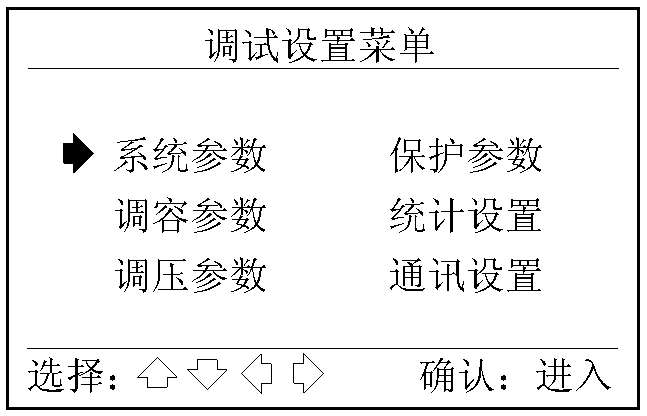 调试设置菜单
系统参数 保护参数
调容参数 统计设置
调压参数 通讯设置
选择： 确认：进入